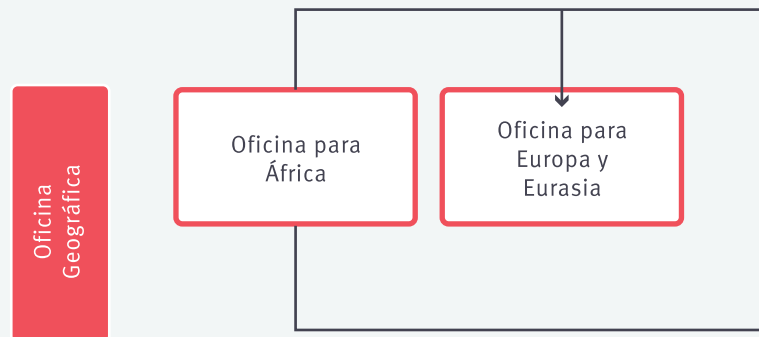 Oficina
Geográfica
Oficina para
África
Oficina para
Europa y
Eurasia